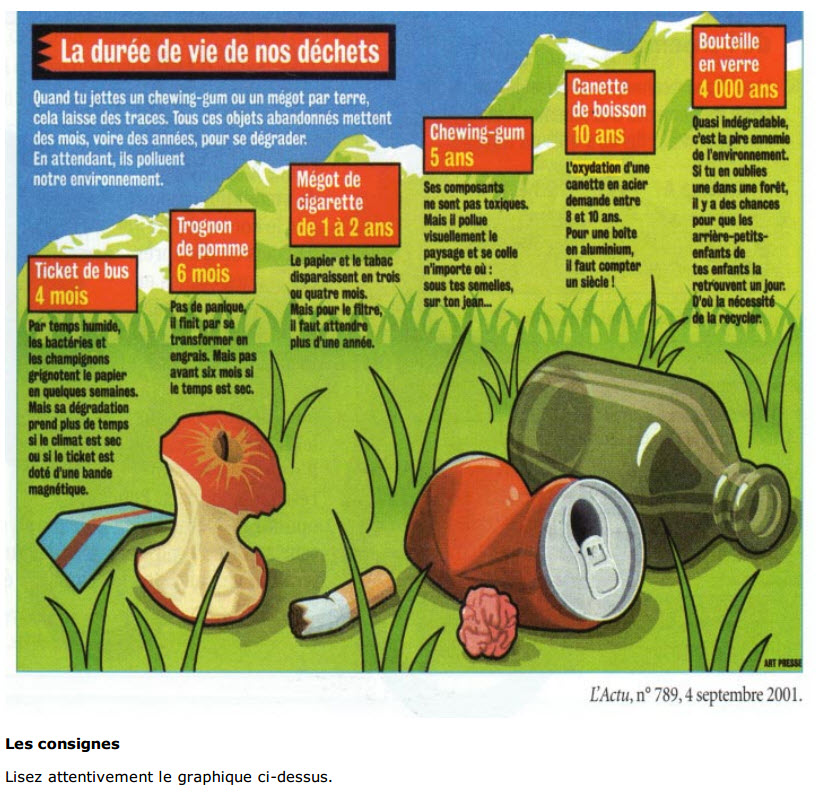 La durée de vie de nos déchets
Quand tu jettes un chewing-gum ou un mégot par terre,
cela laisse des traces. Tous ces objets abandonnés mettent
des mois, voire des années, pour se dégrader.
En attendant, ils polluent
notre environnement.
Ticket de bus
4 mois
Par temps humide,
les bactéries et
les champignons
grignotent le papier
en quelques semaines.
Mais sa dégradation
prend plus de temps
si le climat est sec
ou si le ticket est
doté d'une bande
magnétique.
Trognon
de pomme
6 mois
Pas de panique,
il finit par se
transformer en
engrais. Mais pas
avant six mois si
le temps est sec.
Mégot de
cigarette
de 1 à 2 ans
Le papier et le tabac
disparaissent en trois
ou quatre mois.
Mais pour le filtre,
il faut attendre
plus d'une année.
Chewing-gum
5 ans
Ses composants
ne sont pas toxiques.
Mais il pollue
visuellement le
paysage et se colle
n'importe où :
sous tes semelles,
sur ton jean...
Canette
de boisson
10 ans
L'oxydation d'une
canette en acier
demande entre
8 et 10 ans.
Pour une boîte
en aluminium,
il faut compter
un siècle !
Bouteille
en verre
4 000 ans
Quasi indégradable,
c'est la pire ennemie
de l'environnement.
Si tu en oublies
une dans une forêt,
il y a des chances
pour que les
arrière-petits-
enfants de
tes enfants la
retrouvent un jour.
D'où la nécessité
de la recycler.
ART PRESSE
L'Actu, n° 789, 4 septembre 2001.
Les consignes
Lisez attentivement le graphique ci-dessus.